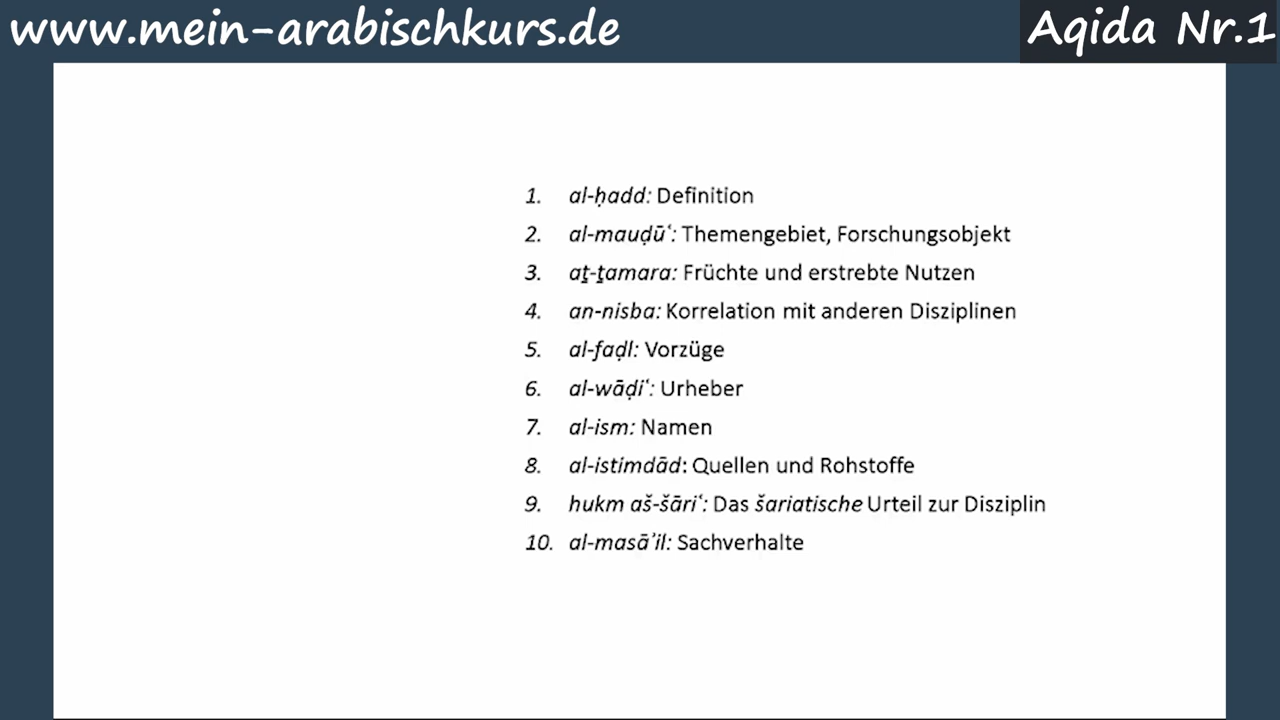 www.mein-arabischkurs.de
Aqida Nr.1
1. al-ḥadd: Definition
2. al-mauḍūʿ: Themengebiet, Forschungsobjekt
3. aṯ-ṯamara: Früchte und erstrebte Nutzen
4. an-nisba: Korrelation mit anderen Disziplinen
5. al-faḍl: Vorzüge
6. al-wāḍiʿ: Urheber
7. al-ism: Namen
8. al-istimdād: Quellen und Rohstoffe
9. hukm aš-šāriʿ: Das šariatische Urteil zur Disziplin
10. al-masāʾil: Sachverhalte